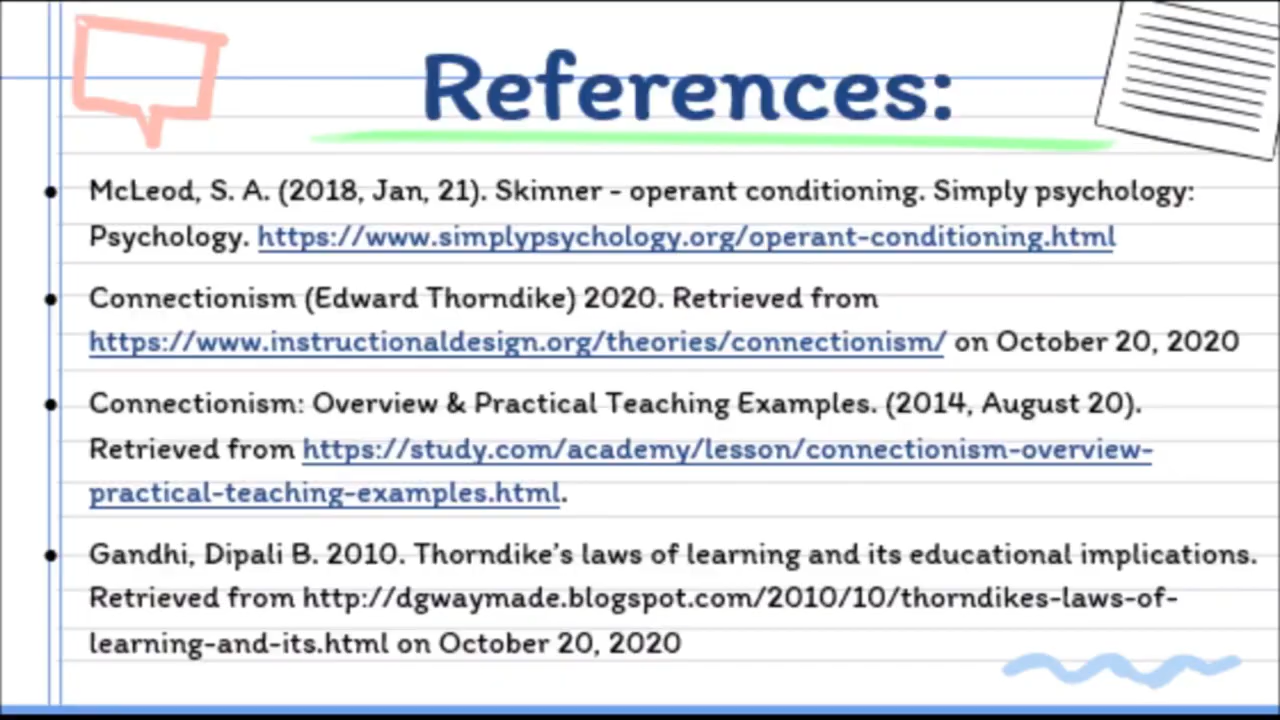 References:
McLeod, S. A. (2018, Jan, 21). Skinner - operant conditioning. Simply psychology:
Psychology. https://www.simplypsychology.org/operant-conditioning.html
Connectionism (Edward Thorndike) 2020. Retrieved from
https://www.instructionaldesign.org/theories/connectionism/ on October 20, 2020
Connectionism: Overview & Practical Teaching Examples. (2014, August 20).
Retrieved from https://study.com/academy/lesson/connectionism-overview-
practical-teaching-examples.html.
Gandhi, Dipali B. 2010. Thorndike's laws of learning and its educational implications.
Retrieved from http://dgwaymade.blogspot.com/2010/10/thorndikes-laws-of-
learning-and-its.html on October 20, 2020